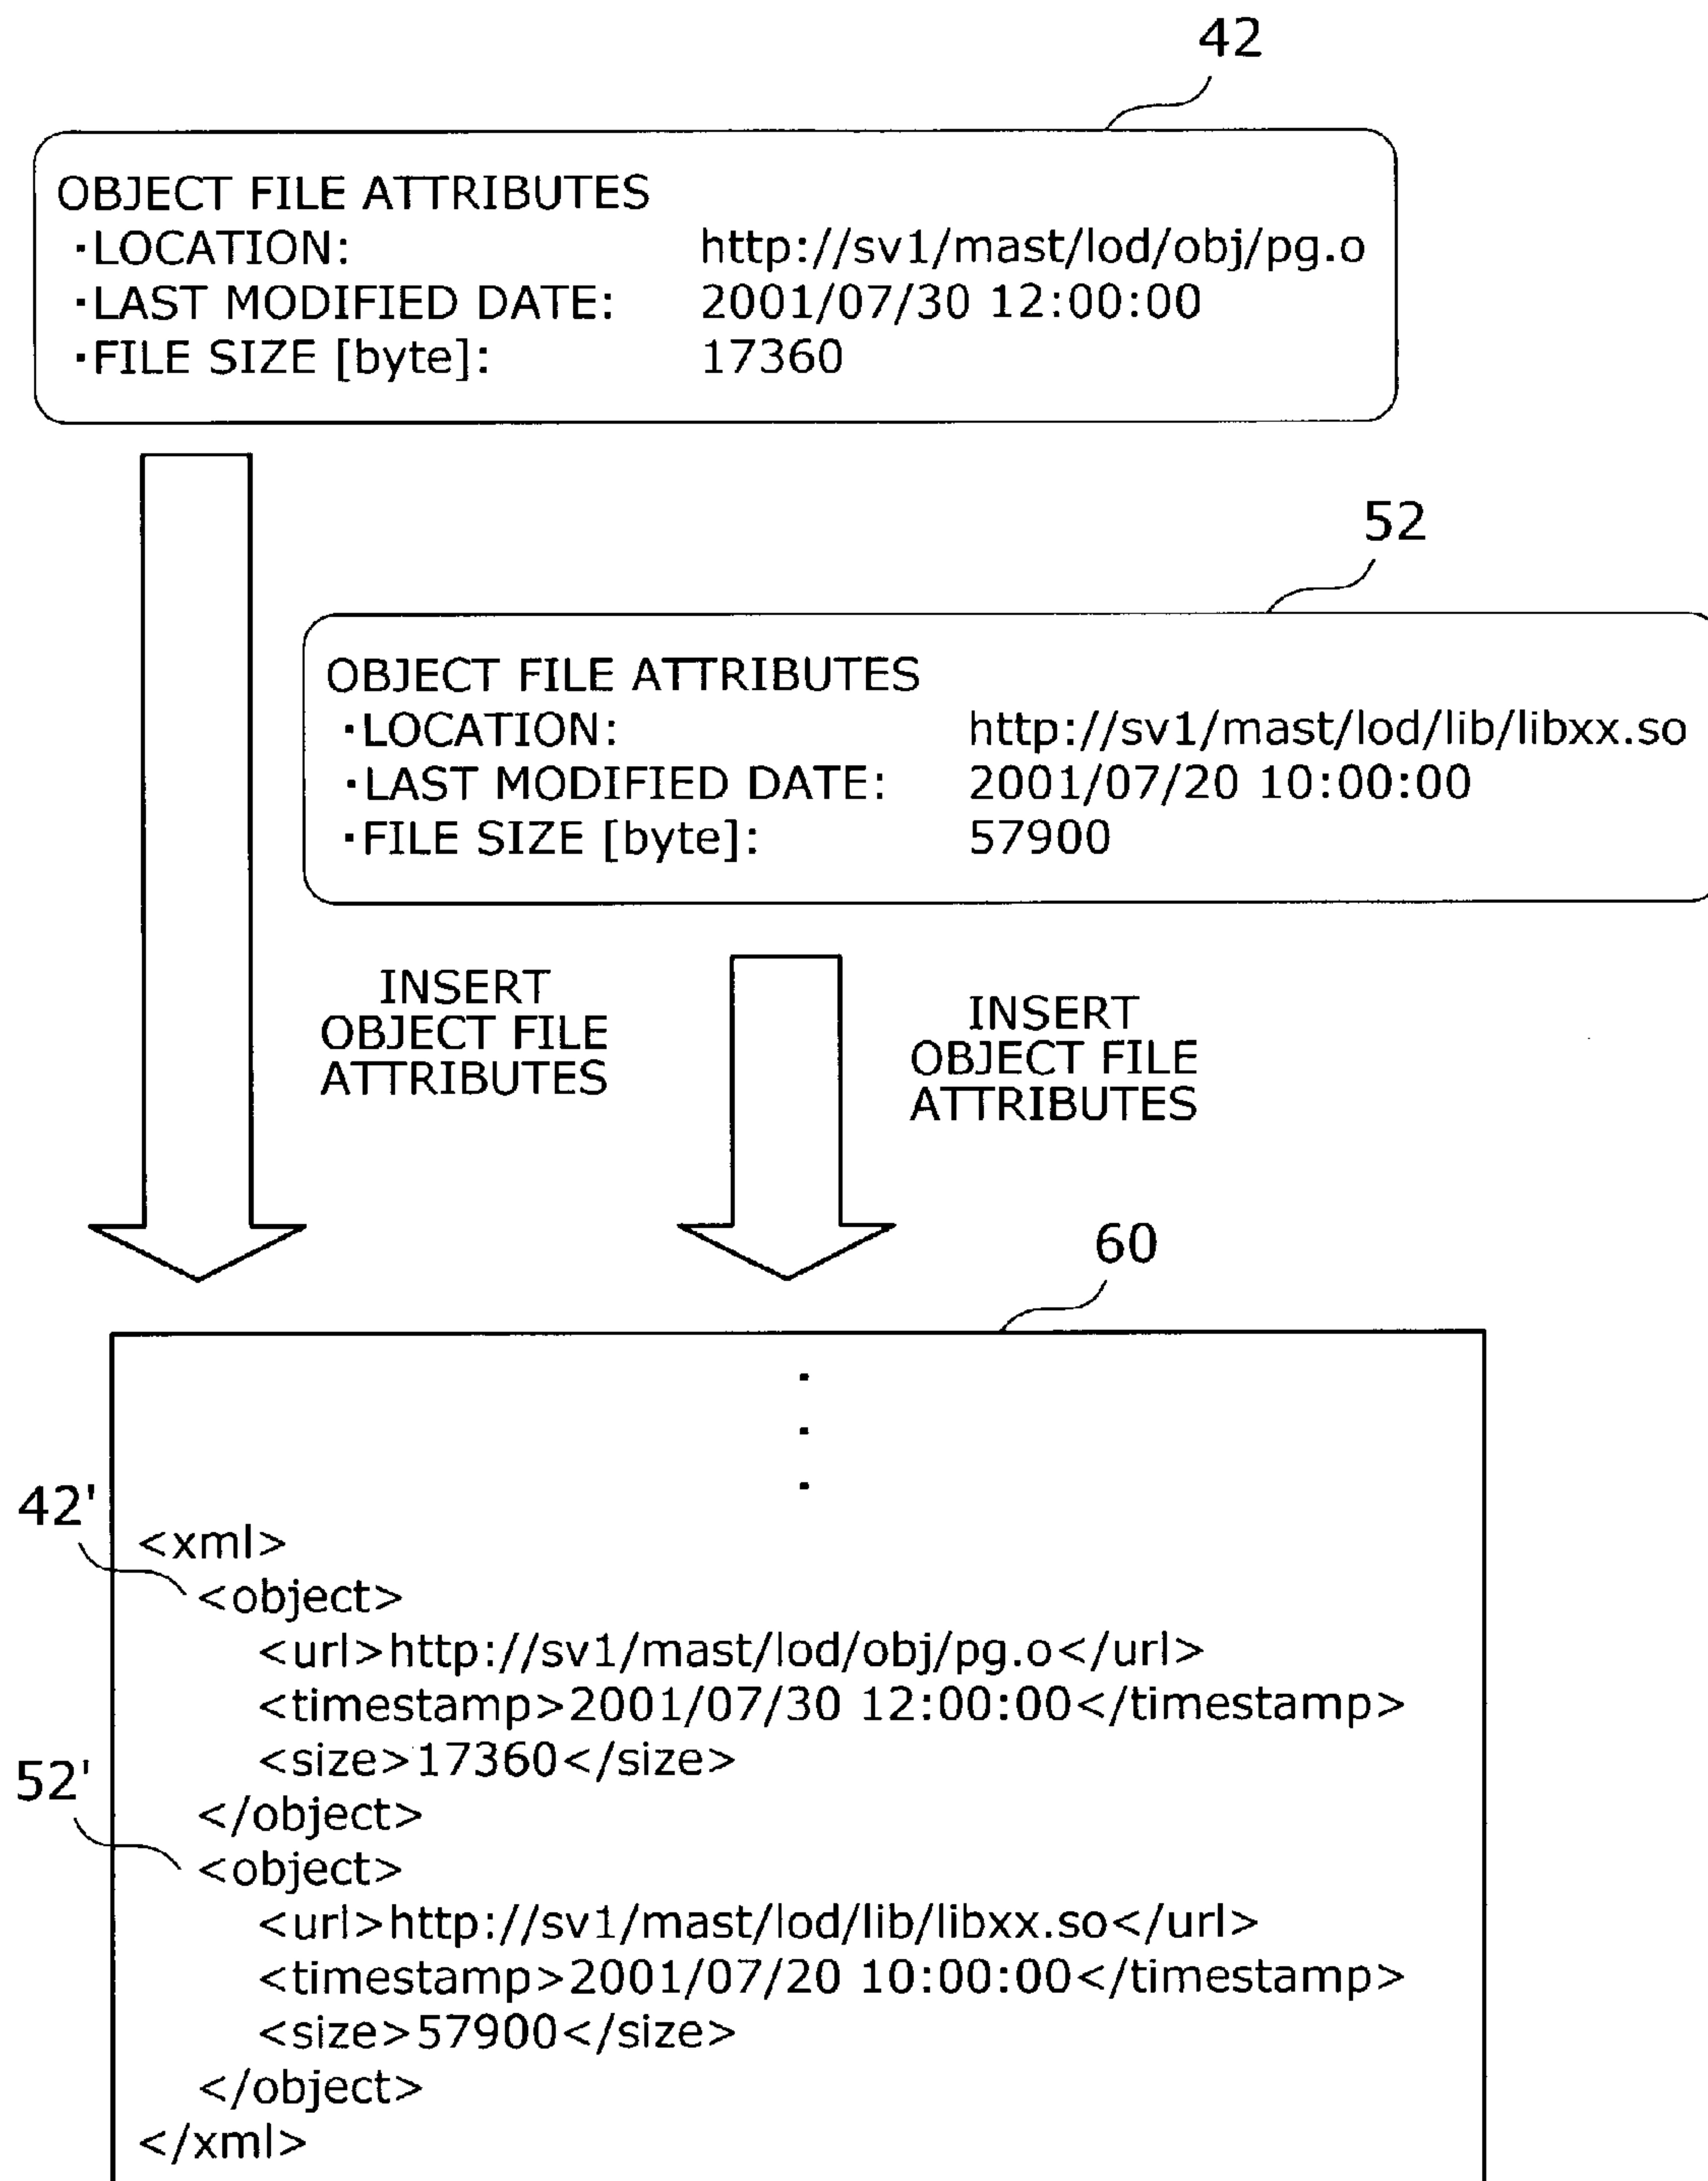 42
OBJECT FILE ATTRIBUTES
·LOCATION: http://sv1/mast/lod/obj/pg.o
·LAST MODIFIED DATE: 2001/07/30 12:00:00
·FILE SIZE [byte]: 17360
52
OBJECT FILE ATTRIBUTES
·LOCATION: http://sv1/mast/lod/lib/libxx.so
·LAST MODIFIED DATE: 2001/07/20 10:00:00
·FILE SIZE [byte]: 57900
INSERT
OBJECT FILE
ATTRIBUTES
INSERT
OBJECT FILE
ATTRIBUTES
60
.
.
.
42'
<xml>
<object>
<url>http://sv1/mast/lod/obj/pg.o</url>
<timestamp>2001/07/30 12:00:00</timestamp>
<size>17360</size>
</object>
52'
<object>
<url>http://sv1/mast/lod/lib/libxx.so</url>
<timestamp>2001/07/20 10:00:00</timestamp>
<size>57900</size>
</object>
</xml>